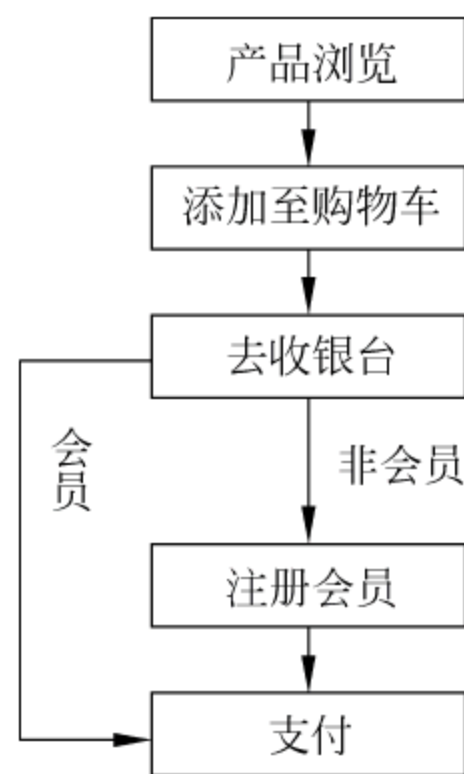 产品浏览
添加至购物车
去收银台
会员
非会员
注册会员
支付